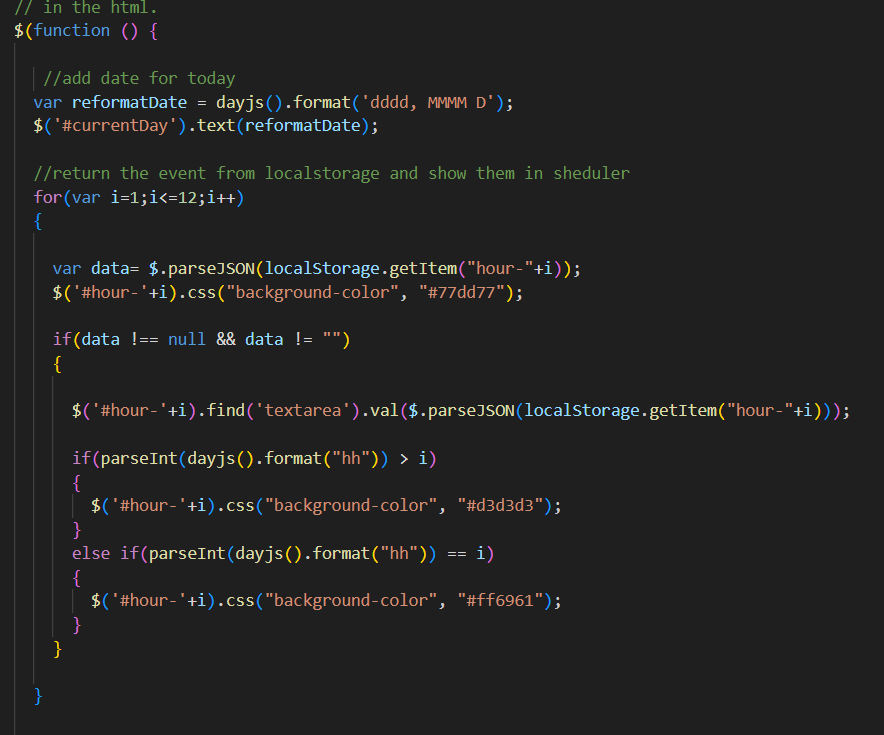 // in the html.
$(function () {
//add date for today
var reformatDate = dayjs().format('dddd, MMMM D');
$('#currentDay').text(reformatDate);
//return the event from localstorage and show them in sheduler
for(var i=1;i<=12;i++)
{
var data= $.parseJSON(localStorage.getItem("hour-"+i));
$('#hour-'+i).css("background-color", "#77dd77");
if(data !== null && data != "")
{
$('#hour-'+i).find('textarea').val($.parseJSON(localStorage.getItem("hour-"+i)));
if(parseInt(dayjs().format("hh")) > i)
{
$('#hour-'+i).css("background-color", "#d3d3d3");
}
else if(parseInt(dayjs().format("hh")) == i)
{
$('#hour-'+i).css("background-color", "#ff6961");
}
}
}